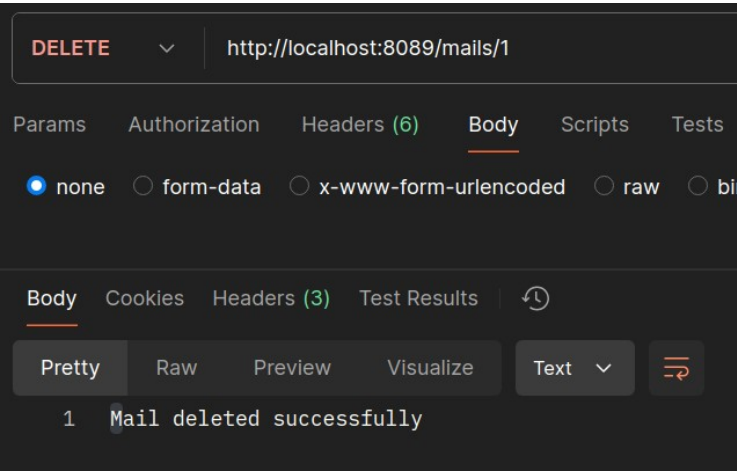 DELETE http://localhost:8089/mails/1
Params Authorization Headers (6) Body Scripts Tests
none form-data x-www-form-urlencoded raw
Body Cookies Headers (3) Test Results
Pretty Raw Preview Visualize Text
1 Mail deleted successfully